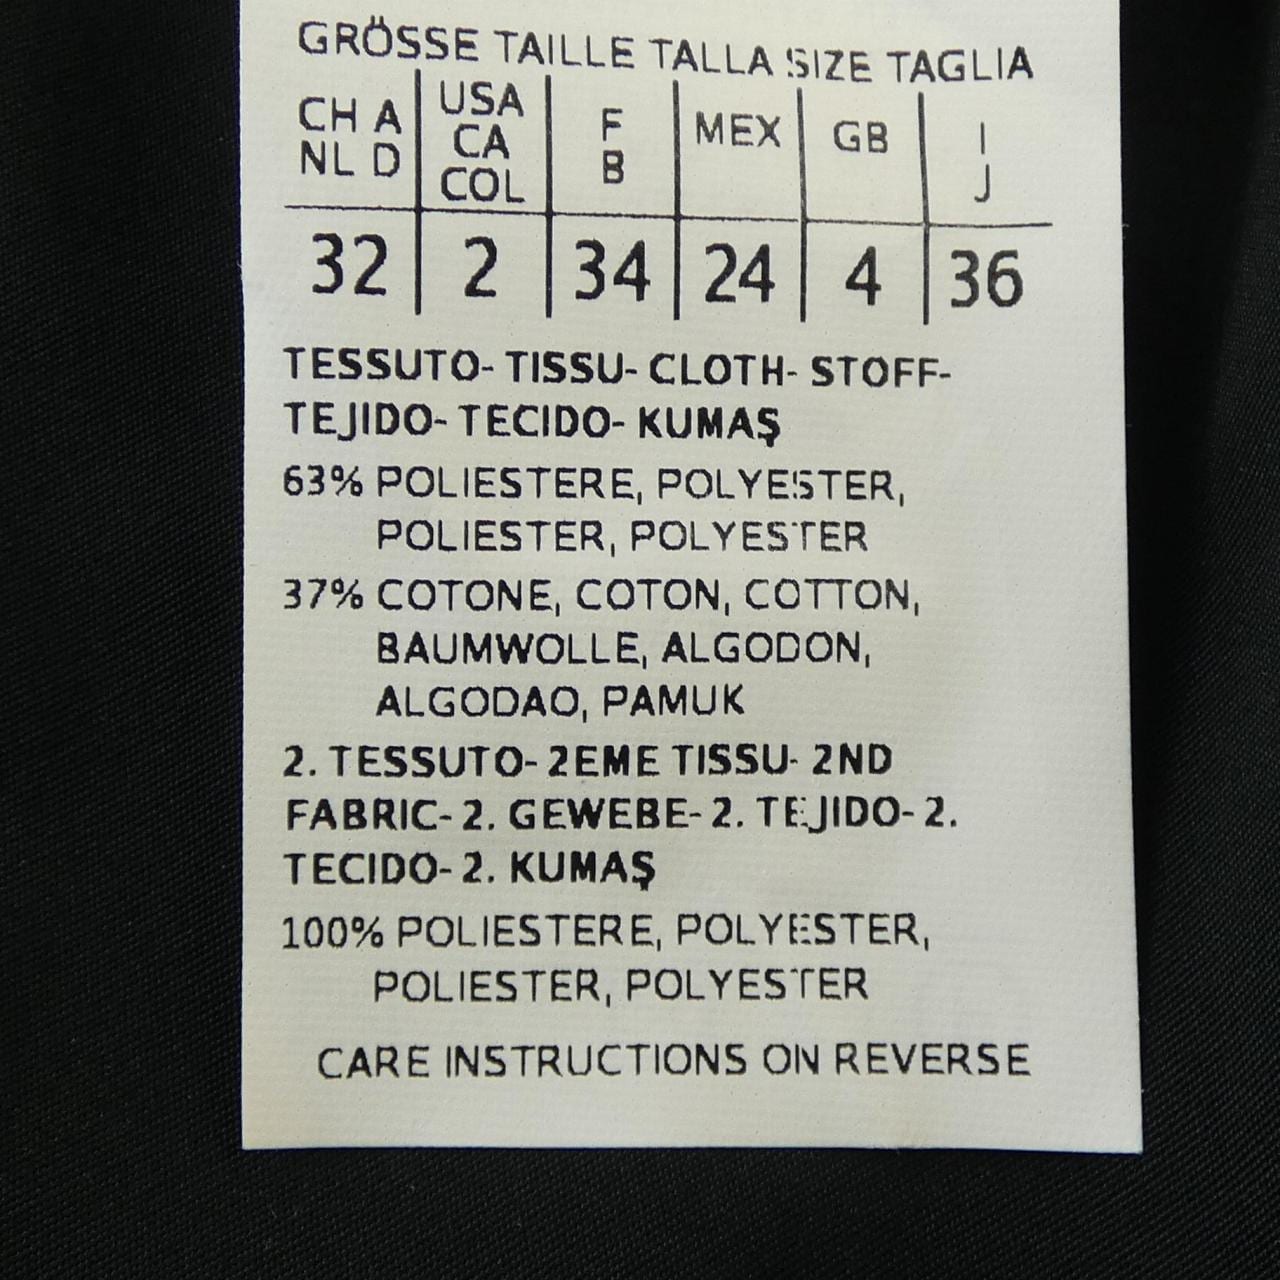 GRÖSSE TAILLE TALLA SIZE TAGLIA
CH A USA F MEX GB I
NL D CA B J
COL
32 2 34 24 4 36
TESSUTO- TISSU- CLOTH- STOFF-
TEJIDO- TECIDO- KUMAŞ
63% POLIESTERE, POLYESTER,
POLIESTER, POLYESTER
37% COTONE, COTON, COTTON,
BAUMWOLLE, ALGODON,
ALGODAO, PAMUK
2. TESSUTO- 2EME TISSU- 2ND
FABRIC- 2. GEWEBE- 2. TEJIDO- 2.
TECIDO- 2. KUMAŞ
100% POLIESTERE, POLYESTER,
POLIESTER, POLYESTER
CARE INSTRUCTIONS ON REVERSE